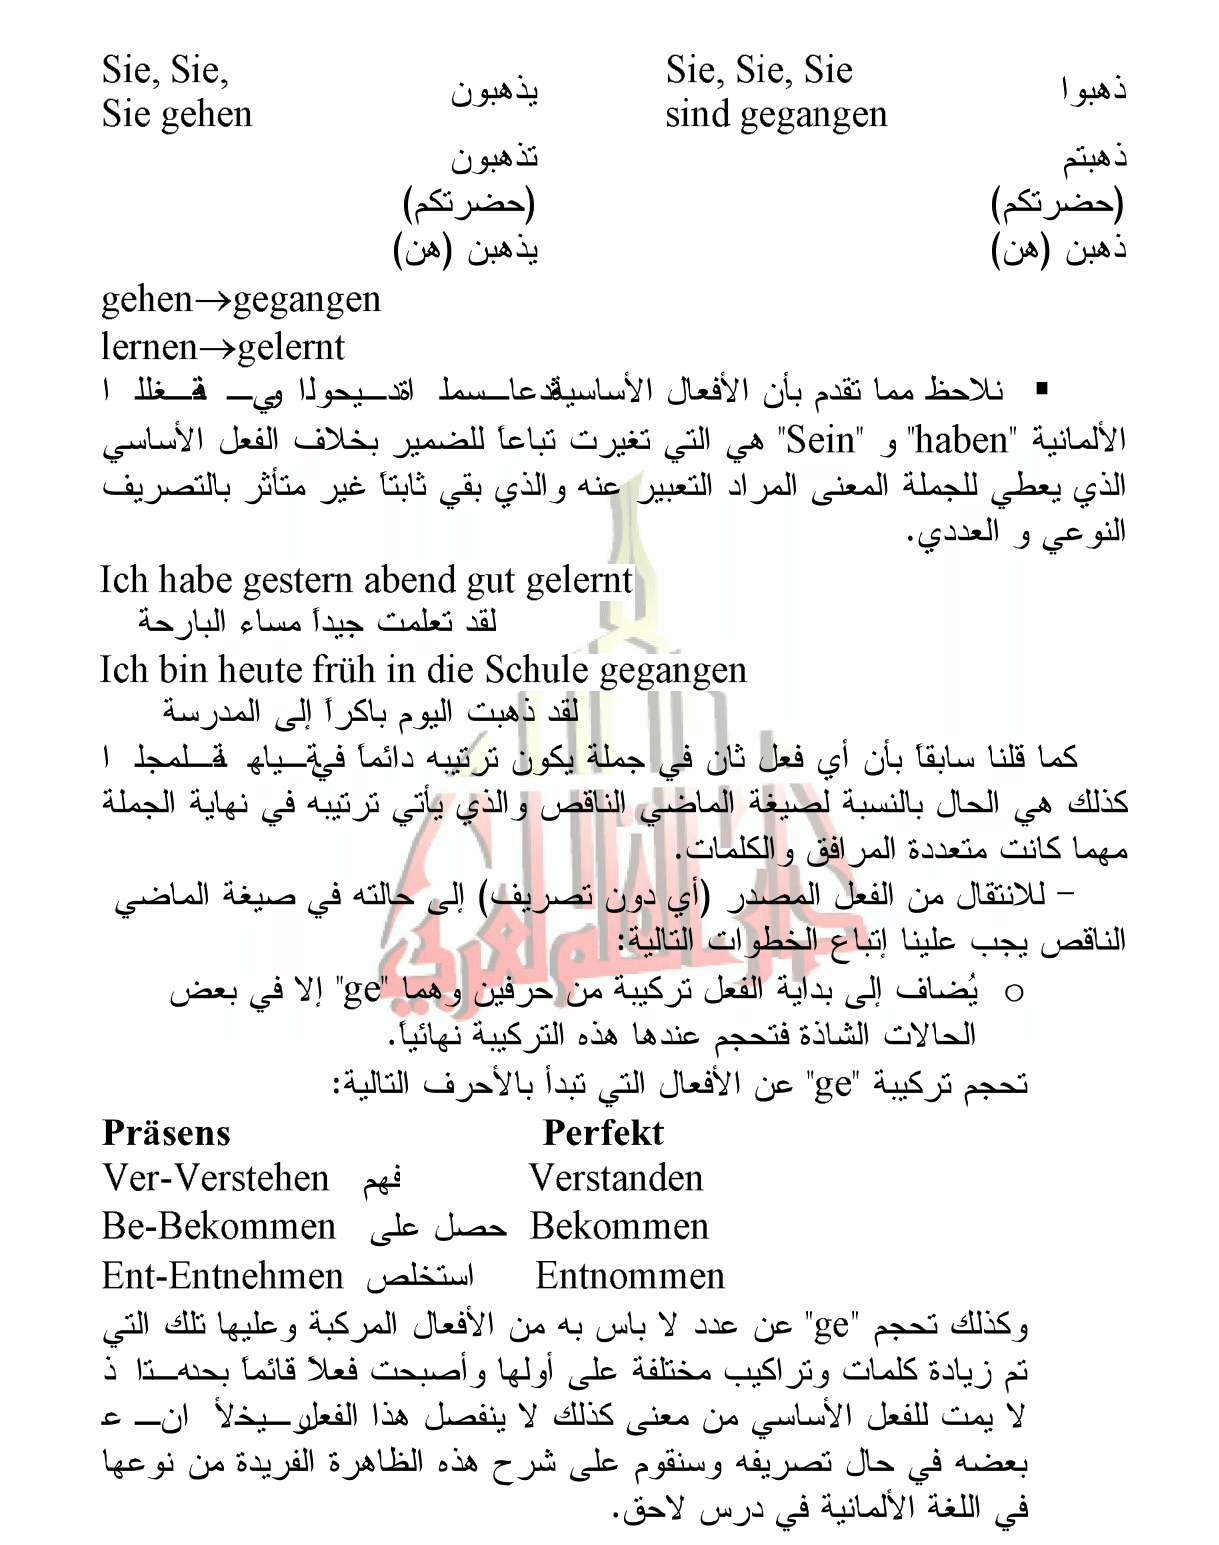 Sie, Sie, يذهبون Sie, Sie, Sie ذهبوا
Sie gehen sind gegangen
تذهبون ذهبتم
(حضرتكم) (حضرتكم)
يذهبن (هن) ذهبن (هن)
gehen→gegangen
lernen→gelernt
▪ نلاحظ مما تقدم بأن الأفعال الأساسية
الألمانية "haben" و "Sein" هي التي تغيرت تباعاً للضمير بخلاف الفعل الأساسي
الذي يعطي للجملة المعنى المراد التعبير عنه والذي بقي ثابتاً غير متأثر بالتصريف
النوعي و العددي.
Ich habe gestern abend gut gelernt
لقد تعلمت جيداً مساء البارحة
Ich bin heute früh in die Schule gegangen
لقد ذهبت اليوم باكراً إلى المدرسة
كما قلنا سابقاً بأن أي فعل ثان في جملة يكون ترتيبه دائماً في
كذلك هي الحال بالنسبة لصيغة الماضي الناقص والذي يأتي ترتيبه في نهاية الجملة
مهما كانت متعددة المرافق والكلمات.
– للانتقال من الفعل المصدر (أي دون تصريف) إلى حالته في صيغة الماضي
الناقص يجب علينا إتباع الخطوات التالية:
o يُضاف إلى بداية الفعل تركيبة من حرفين وهما "ge" إلا في بعض
الحالات الشاذة فتحجم عندها هذه التركيبة نهائياً.
تحجم تركيبة "ge" عن الأفعال التي تبدأ بالأحرف التالية:
Präsens Perfekt
Ver-Verstehen فهم Verstanden
Be-Bekommen حصل على Bekommen
Ent-Entnehmen استخلص Entnommen
وكذلك تحجم "ge" عن عدد لا باس به من الأفعال المركبة وعليها تلك التي
تم زيادة كلمات وتراكيب مختلفة على أولها وأصبحت فعلاً قائماً
لا يمت للفعل الأساسي من معنى كذلك لا ينفصل هذا الفعل
بعضه في حال تصريفه وسنقوم على شرح هذه الظاهرة الفريدة من نوعها
في اللغة الألمانية في درس لاحق.